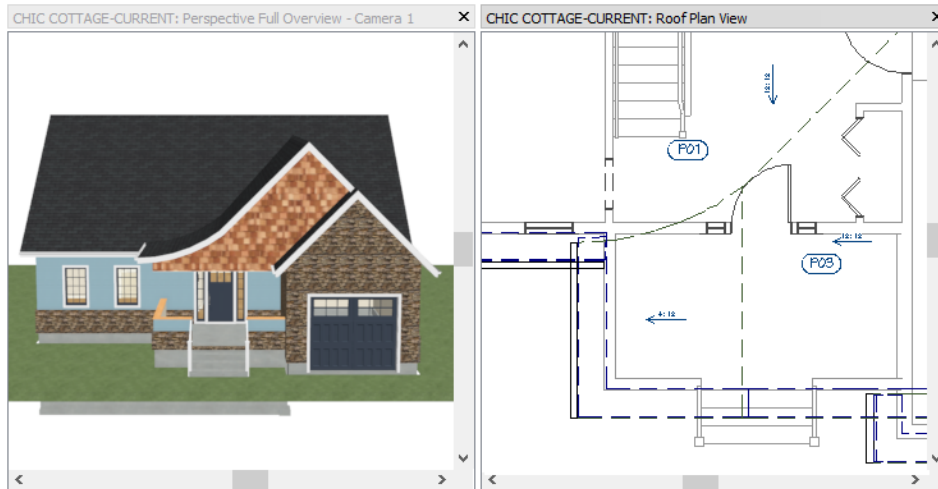 CHIC COTTAGE-CURRENT: Perspective Full Overview - Camera 1
CHIC COTTAGE-CURRENT: Roof Plan View
12:12
P01
12:12
P03
4:12